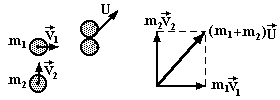 m₁ V⃗₁
m₂ V⃗₂
U
m₂V⃗₂
(m₁+m₂)U⃗
m₁V⃗₁